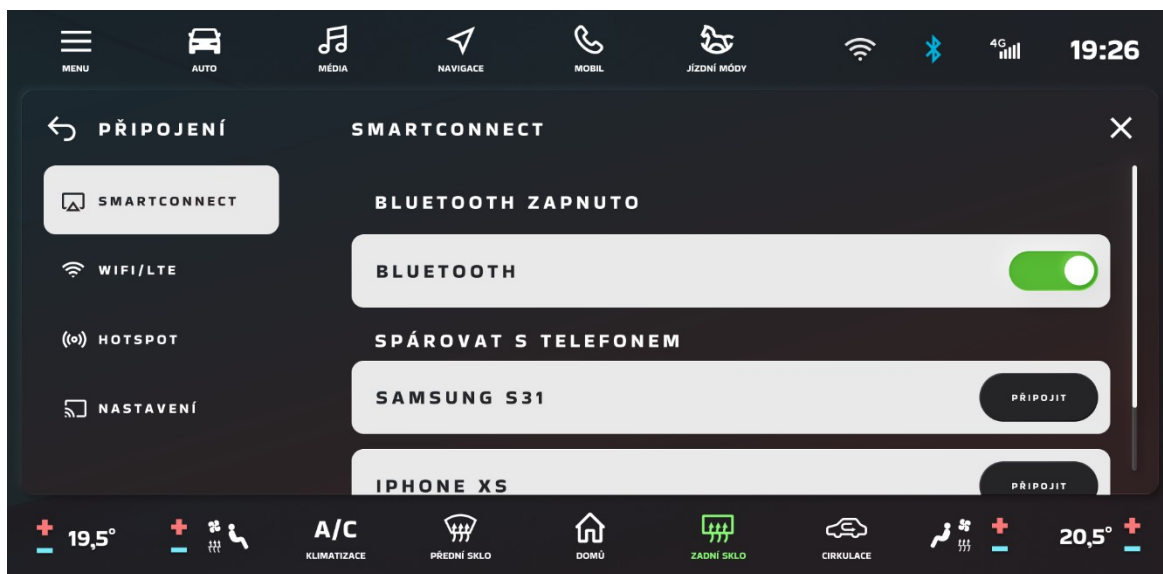 MENU
AUTO
MÉDIA
NAVIGACE
MOBIL
JÍZDNÍ MÓDY
4G
19:26
PŘIPOJENÍ
SMARTCONNECT
SMARTCONNECT
WIFI/LTE
HOTSPOT
NASTAVENÍ
BLUETOOTH ZAPNUTO
BLUETOOTH
SPÁROVAT S TELEFONEM
SAMSUNG S31
PŘIPOJIT
IPHONE XS
PŘIPOJIT
19,5°
A/C
KLIMATIZACE
PŘEDNÍ SKLO
DOMŮ
ZADNÍ SKLO
CIRKULACE
20,5°